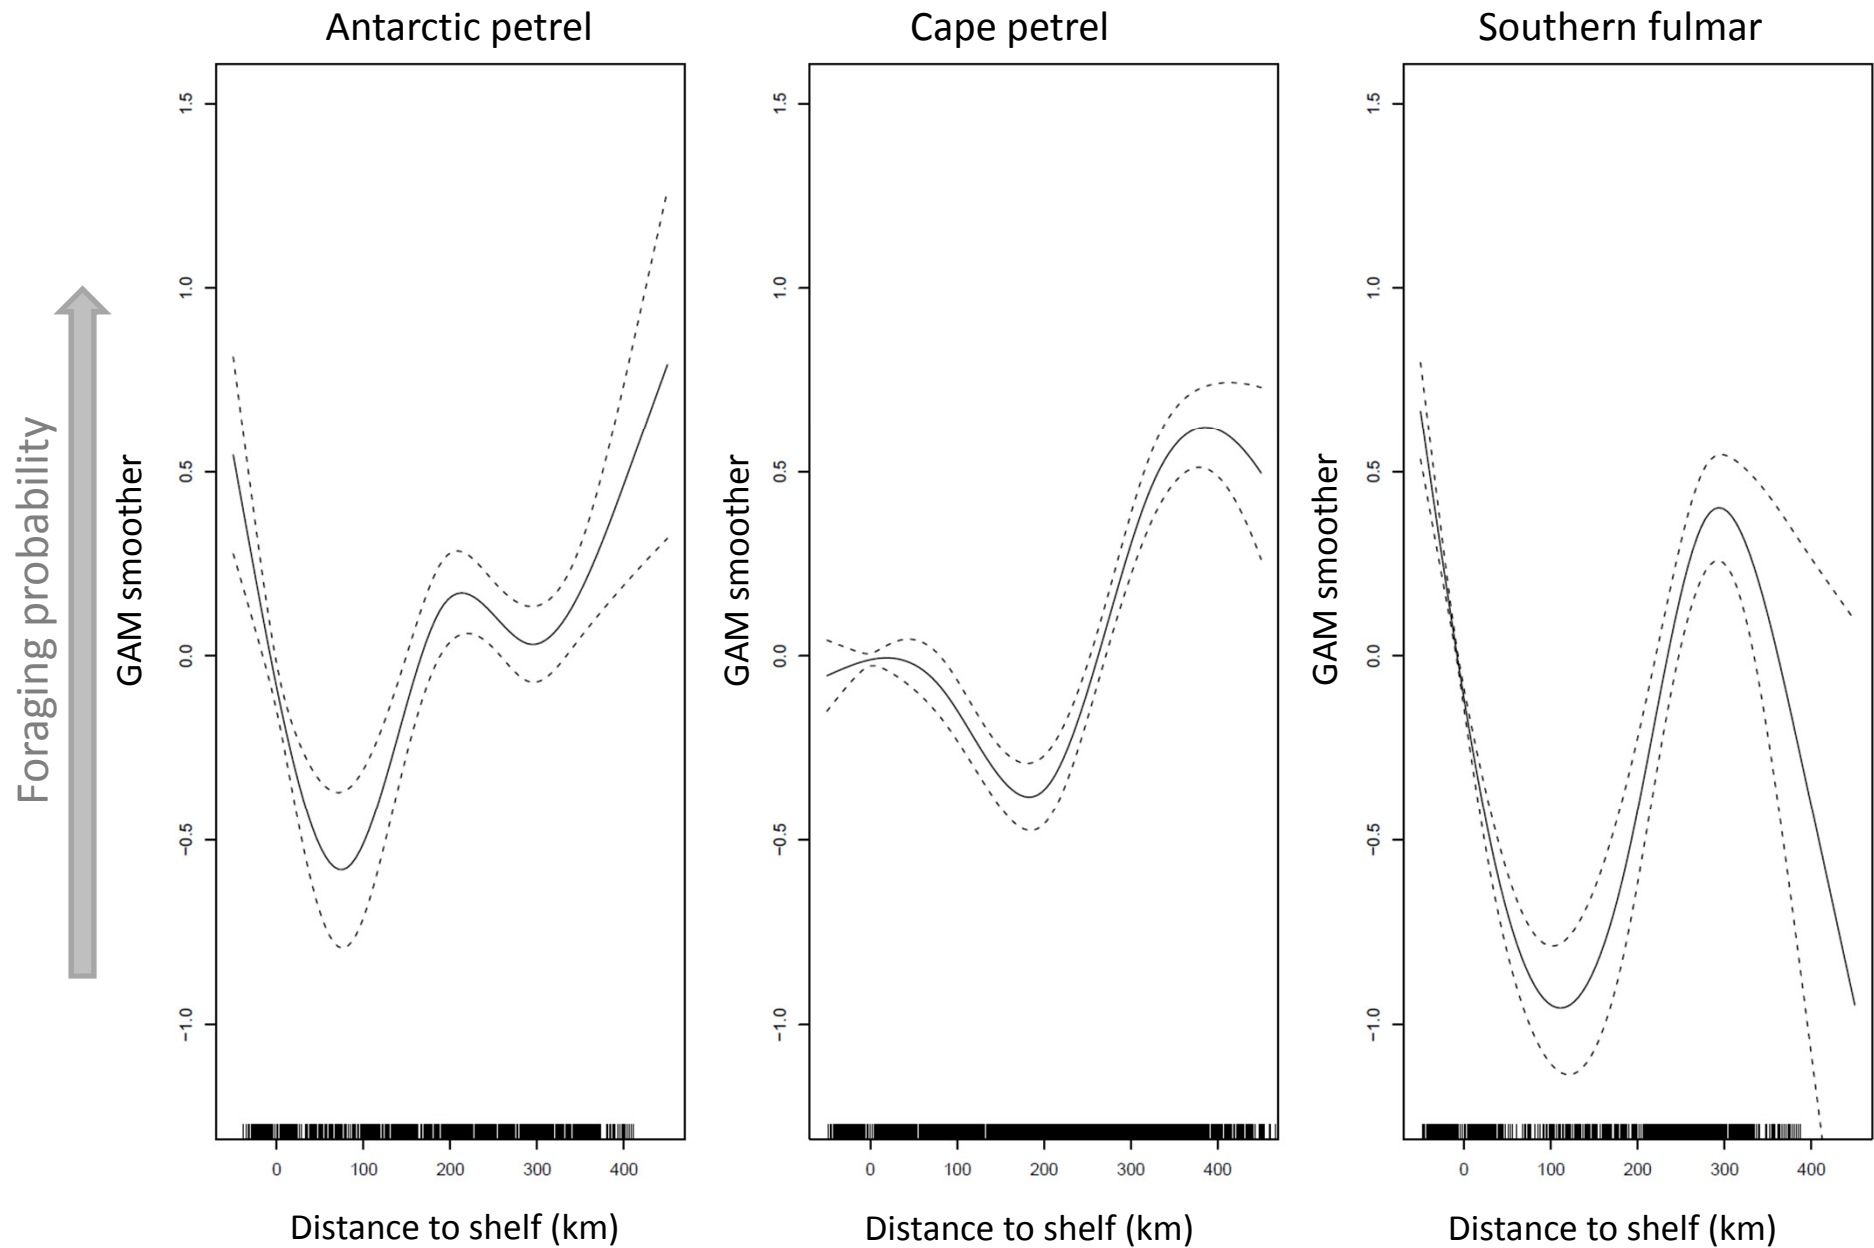 Antarctic petrel
Cape petrel
Southern fulmar
Foraging probability
GAM smoother
1.5
1.0
0.5
0.0
−0.5
−1.0
0 100 200 300 400
Distance to shelf (km)
GAM smoother
1.5
1.0
0.5
0.0
−0.5
−1.0
0 100 200 300 400
Distance to shelf (km)
GAM smoother
1.5
1.0
0.5
0.0
−0.5
−1.0
0 100 200 300 400
Distance to shelf (km)